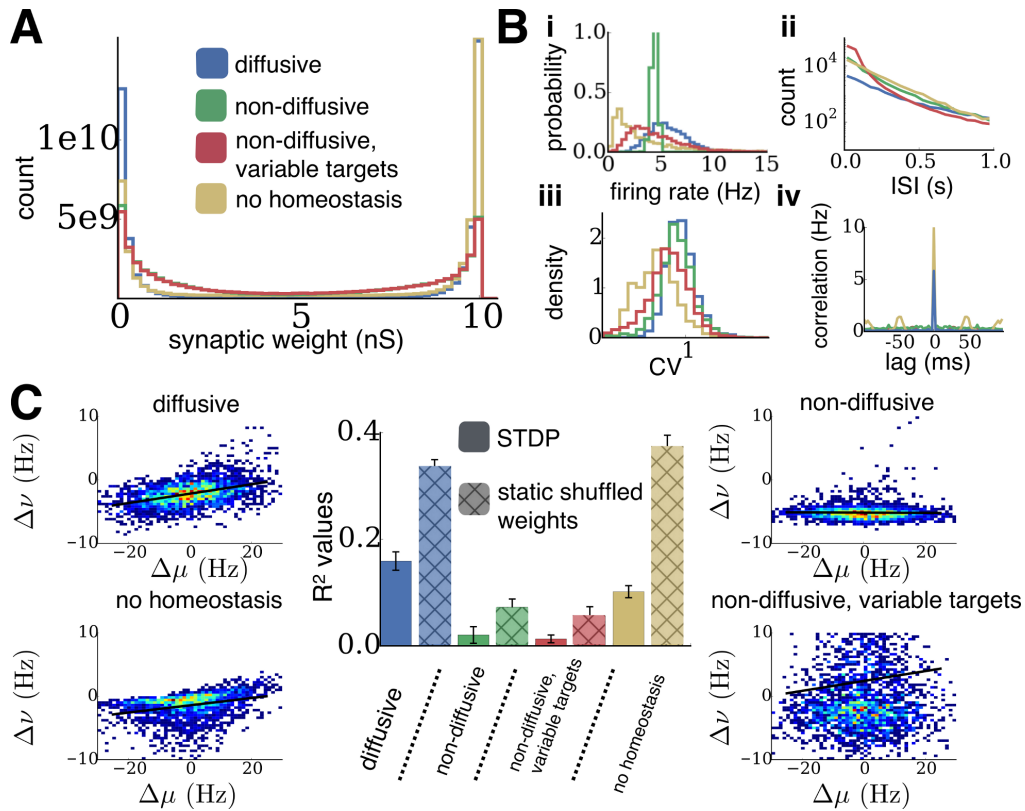 A
diffusive
non-diffusive
non-diffusive,
variable targets
no homeostasis
count
1e10
5e9
0
5
10
synaptic weight (nS)
B
i
probability
1.0
0.5
0.0
0
5
10
15
firing rate (Hz)
ii
count
10^4
10^2
0.0
0.5
1.0
ISI (s)
iii
density
2
1
0
1
CV
iv
correlation (Hz)
10
5
0
-50
0
50
lag (ms)
C
diffusive
Δν (Hz)
10
0
−10
−20
0
20
Δμ (Hz)
no homeostasis
Δν (Hz)
10
0
−10
−20
0
20
Δμ (Hz)
R² values
0.4
0.2
0.0
STDP
static shuffled
weights
diffusive
non-diffusive
non-diffusive,
variable targets
no homeostasis
non-diffusive
Δν (Hz)
10
0
−10
−20
0
20
Δμ (Hz)
non-diffusive, variable targets
Δν (Hz)
10
0
−10
−20
0
20
Δμ (Hz)